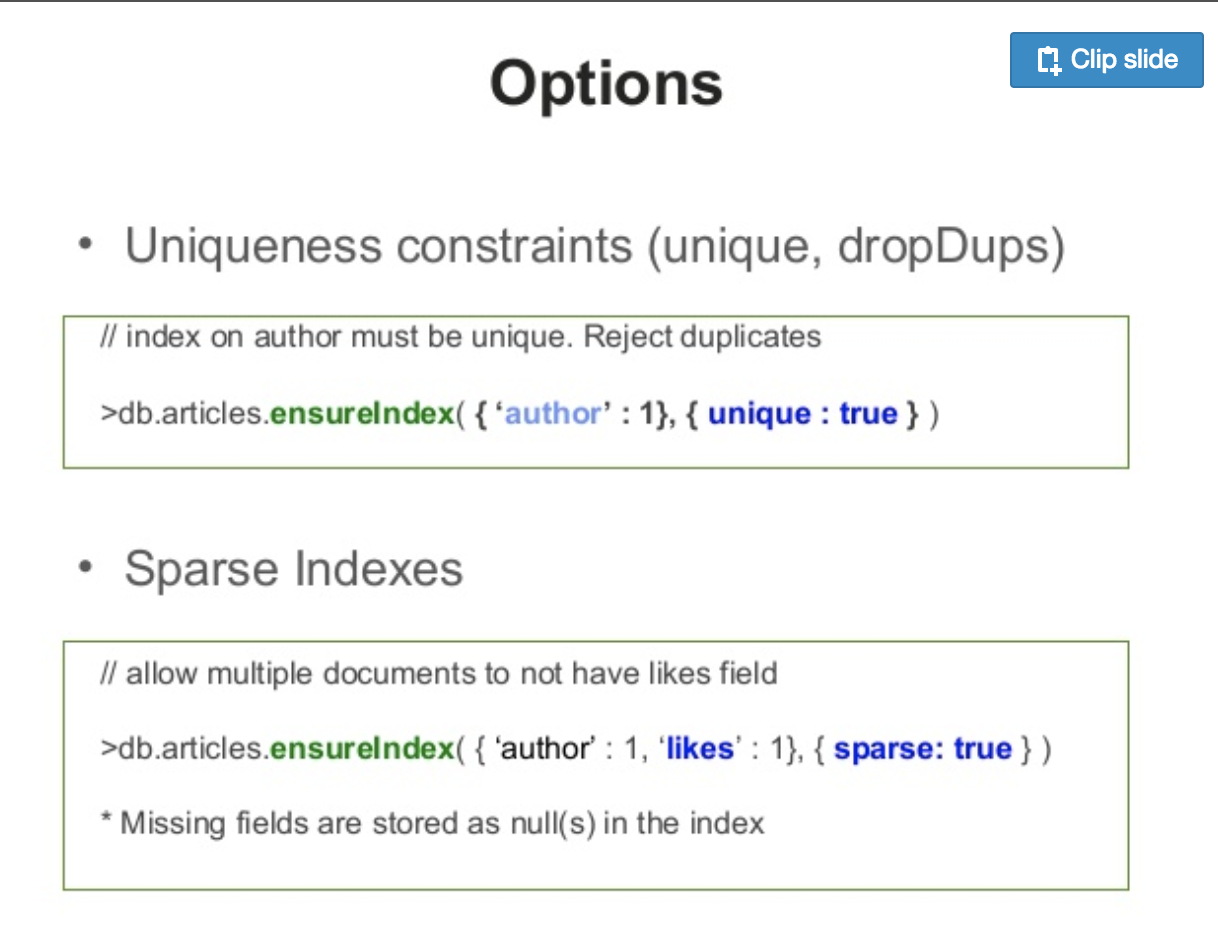 Clip slide
Options
• Uniqueness constraints (unique, dropDups)
// index on author must be unique. Reject duplicates
>db.articles.ensureIndex( { ‘author’ : 1}, { unique : true } )
• Sparse Indexes
// allow multiple documents to not have likes field
>db.articles.ensureIndex( { ‘author’ : 1, ‘likes’ : 1}, { sparse: true } )
* Missing fields are stored as null(s) in the index